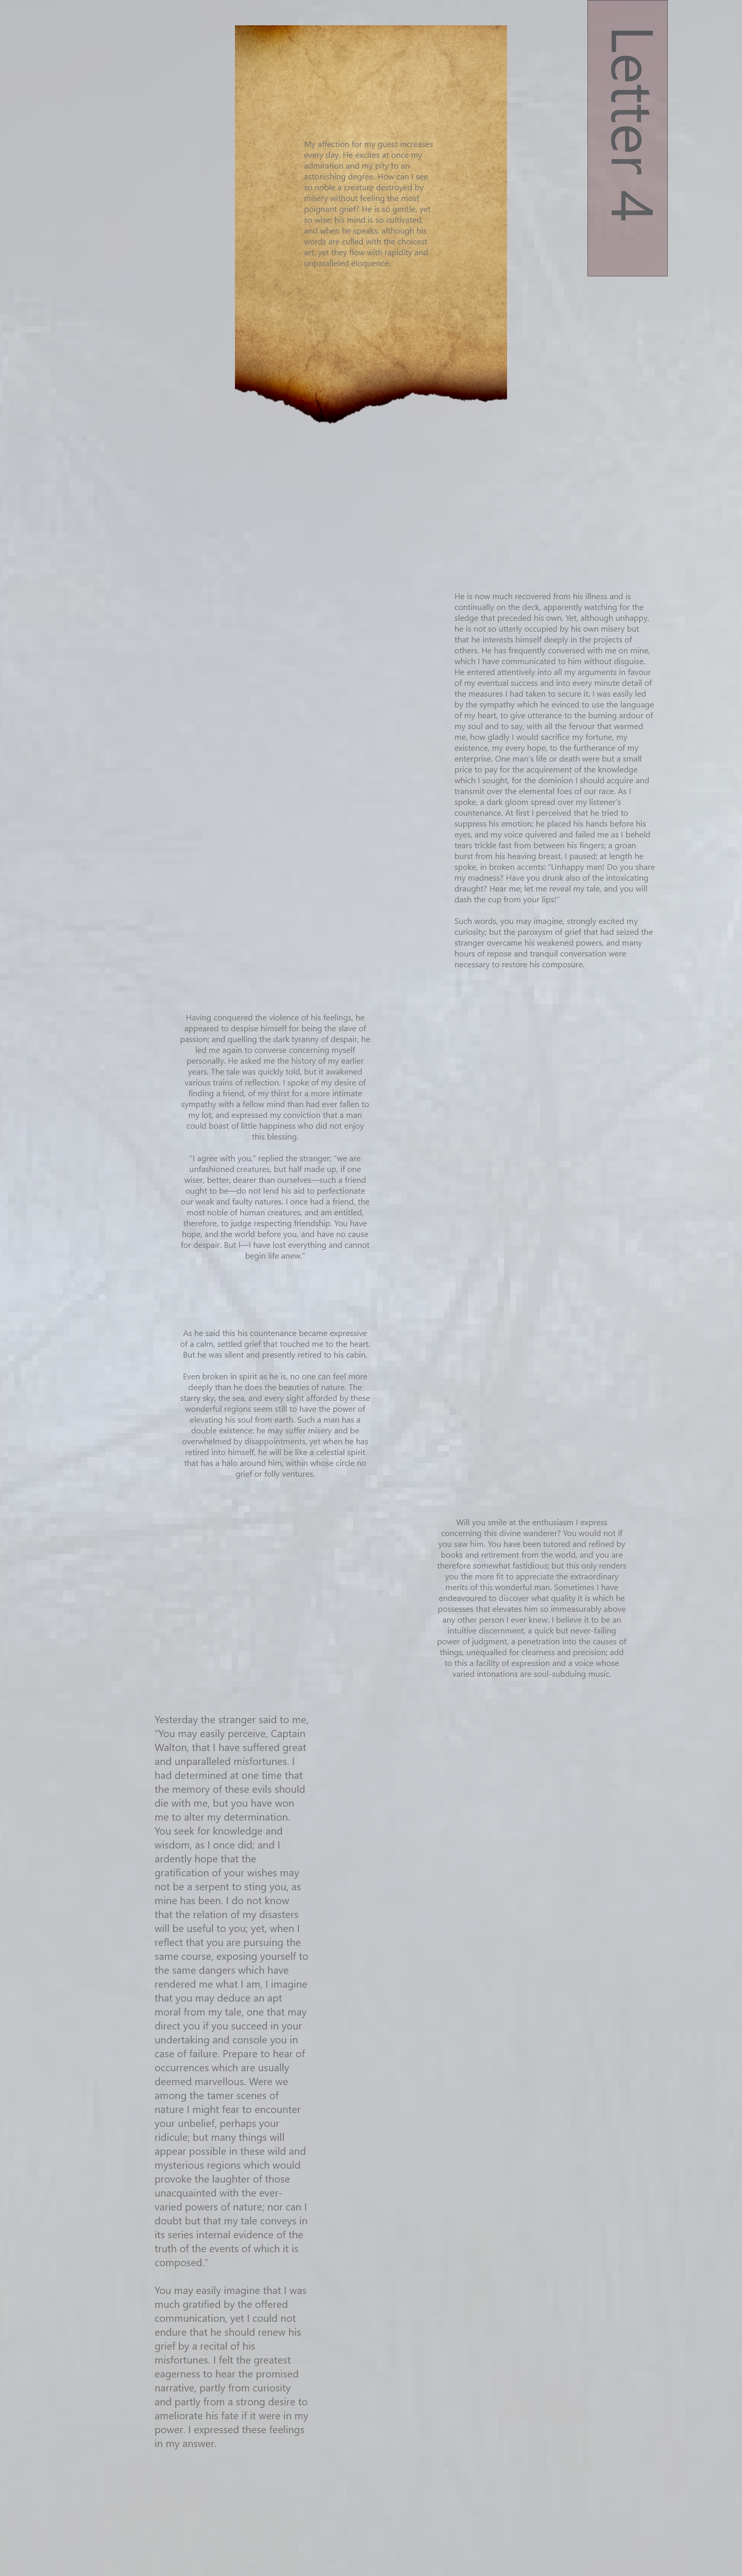 Letter 4
My affection for my guest increases
every day. He excites at once my
admiration and my pity to an
astonishing degree. How can I see
so noble a creature destroyed by
misery without feeling the most
poignant grief? He is so gentle, yet
so wise; his mind is so cultivated,
and when he speaks, although his
words are culled with the choicest
art, yet they flow with rapidity and
unparalleled eloquence.
He is now much recovered from his illness and is
continually on the deck, apparently watching for the
sledge that preceded his own. Yet, although unhappy,
he is not so utterly occupied by his own misery but
that he interests himself deeply in the projects of
others. He has frequently conversed with me on mine,
which I have communicated to him without disguise.
He entered attentively into all my arguments in favour
of my eventual success and into every minute detail of
the measures I had taken to secure it. I was easily led
by the sympathy which he evinced to use the language
of my heart, to give utterance to the burning ardour of
my soul and to say, with all the fervour that warmed
me, how gladly I would sacrifice my fortune, my
existence, my every hope, to the furtherance of my
enterprise. One man's life or death were but a small
price to pay for the acquirement of the knowledge
which I sought, for the dominion I should acquire and
transmit over the elemental foes of our race. As I
spoke, a dark gloom spread over my listener's
countenance. At first I perceived that he tried to
suppress his emotion; he placed his hands before his
eyes, and my voice quivered and failed me as I beheld
tears trickle fast from between his fingers; a groan
burst from his heaving breast. I paused; at length he
spoke, in broken accents: "Unhappy man! Do you share
my madness? Have you drunk also of the intoxicating
draught? Hear me; let me reveal my tale, and you will
dash the cup from your lips!"
Such words, you may imagine, strongly excited my
curiosity; but the paroxysm of grief that had seized the
stranger overcame his weakened powers, and many
hours of repose and tranquil conversation were
necessary to restore his composure.
Having conquered the violence of his feelings, he
appeared to despise himself for being the slave of
passion; and quelling the dark tyranny of despair, he
led me again to converse concerning myself
personally. He asked me the history of my earlier
years. The tale was quickly told, but it awakened
various trains of reflection. I spoke of my desire of
finding a friend, of my thirst for a more intimate
sympathy with a fellow mind than had ever fallen to
my lot, and expressed my conviction that a man
could boast of little happiness who did not enjoy
this blessing.
"I agree with you," replied the stranger; "we are
unfashioned creatures, but half made up, if one
wiser, better, dearer than ourselves—such a friend
ought to be—do not lend his aid to perfectionate
our weak and faulty natures. I once had a friend, the
most noble of human creatures, and am entitled,
therefore, to judge respecting friendship. You have
hope, and the world before you, and have no cause
for despair. But I—I have lost everything and cannot
begin life anew."
As he said this his countenance became expressive
of a calm, settled grief that touched me to the heart.
But he was silent and presently retired to his cabin.
Even broken in spirit as he is, no one can feel more
deeply than he does the beauties of nature. The
starry sky, the sea, and every sight afforded by these
wonderful regions seem still to have the power of
elevating his soul from earth. Such a man has a
double existence: he may suffer misery and be
overwhelmed by disappointments, yet when he has
retired into himself, he will be like a celestial spirit
that has a halo around him, within whose circle no
grief or folly ventures.
Will you smile at the enthusiasm I express
concerning this divine wanderer? You would not if
you saw him. You have been tutored and refined by
books and retirement from the world, and you are
therefore somewhat fastidious; but this only renders
you the more fit to appreciate the extraordinary
merits of this wonderful man. Sometimes I have
endeavoured to discover what quality it is which he
possesses that elevates him so immeasurably above
any other person I ever knew. I believe it to be an
intuitive discernment, a quick but never-failing
power of judgment, a penetration into the causes of
things, unequalled for clearness and precision; add
to this a facility of expression and a voice whose
varied intonations are soul-subduing music.
Yesterday the stranger said to me,
"You may easily perceive, Captain
Walton, that I have suffered great
and unparalleled misfortunes. I
had determined at one time that
the memory of these evils should
die with me, but you have won
me to alter my determination.
You seek for knowledge and
wisdom, as I once did; and I
ardently hope that the
gratification of your wishes may
not be a serpent to sting you, as
mine has been. I do not know
that the relation of my disasters
will be useful to you; yet, when I
reflect that you are pursuing the
same course, exposing yourself to
the same dangers which have
rendered me what I am, I imagine
that you may deduce an apt
moral from my tale, one that may
direct you if you succeed in your
undertaking and console you in
case of failure. Prepare to hear of
occurrences which are usually
deemed marvellous. Were we
among the tamer scenes of
nature I might fear to encounter
your unbelief, perhaps your
ridicule; but many things will
appear possible in these wild and
mysterious regions which would
provoke the laughter of those
unacquainted with the ever-
varied powers of nature; nor can I
doubt but that my tale conveys in
its series internal evidence of the
truth of the events of which it is
composed."
You may easily imagine that I was
much gratified by the offered
communication, yet I could not
endure that he should renew his
grief by a recital of his
misfortunes. I felt the greatest
eagerness to hear the promised
narrative, partly from curiosity
and partly from a strong desire to
ameliorate his fate if it were in my
power. I expressed these feelings
in my answer.